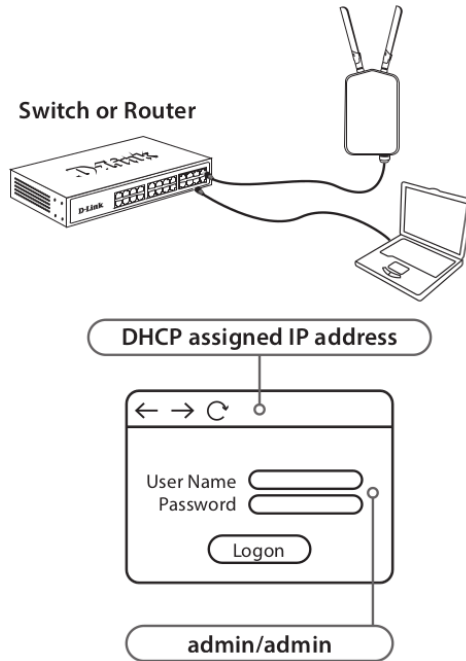 Switch or Router
D-Link
D-Link
DHCP assigned IP address
User Name
Password
Logon
admin/admin